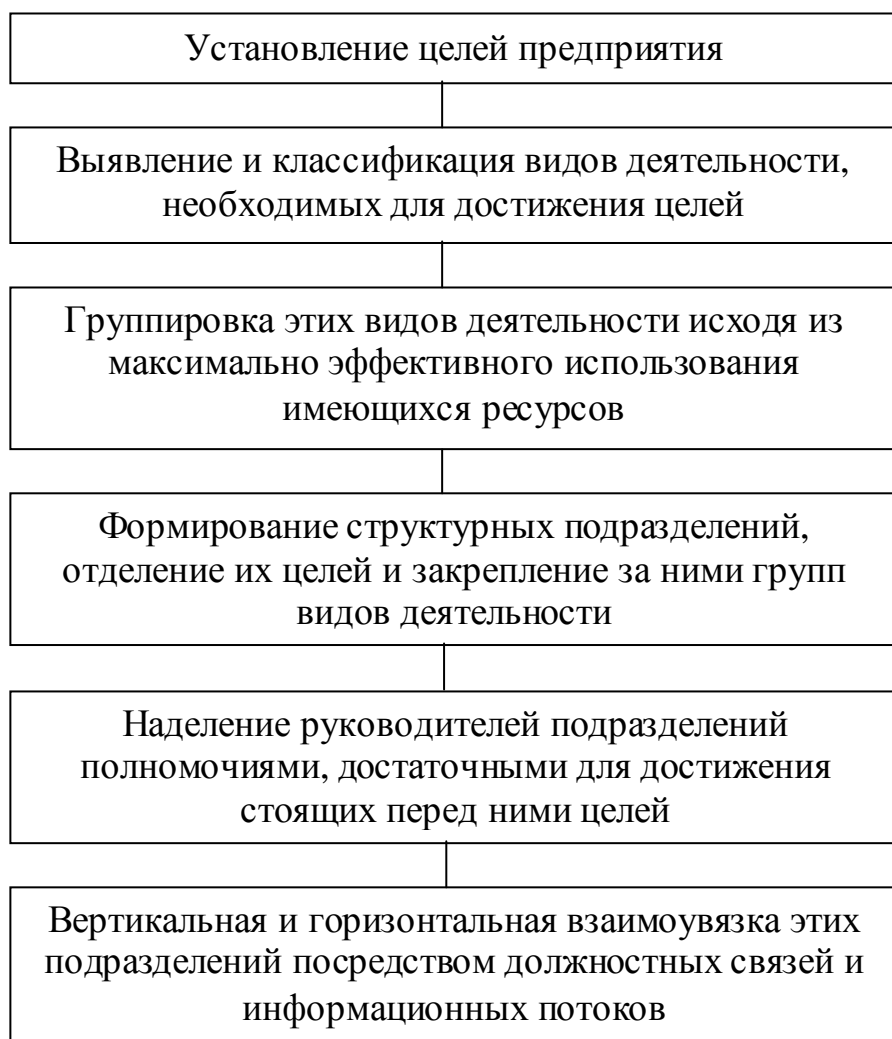 Установление целей предприятия
Выявление и классификация видов деятельности,
необходимых для достижения целей
Группировка этих видов деятельности исходя из
максимально эффективного использования
имеющихся ресурсов
Формирование структурных подразделений,
отделение их целей и закрепление за ними групп
видов деятельности
Наделение руководителей подразделений
полномочиями, достаточными для достижения
стоящих перед ними целей
Вертикальная и горизонтальная взаимоувязка этих
подразделений посредством должностных связей и
информационных потоков